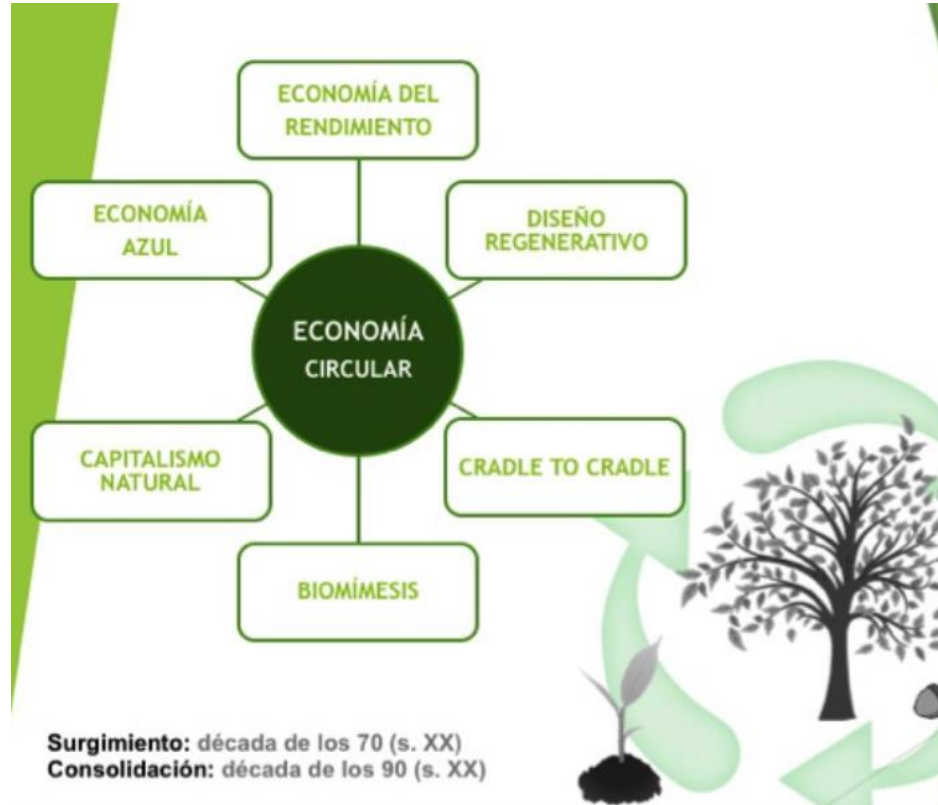 ECONOMÍA DEL
RENDIMIENTO
ECONOMÍA
AZUL
DISEÑO
REGENERATIVO
ECONOMÍA
CIRCULAR
CAPITALISMO
NATURAL
CRADLE TO CRADLE
BIOMÍMESIS
Surgimiento: década de los 70 (s. XX)
Consolidación: década de los 90 (s. XX)